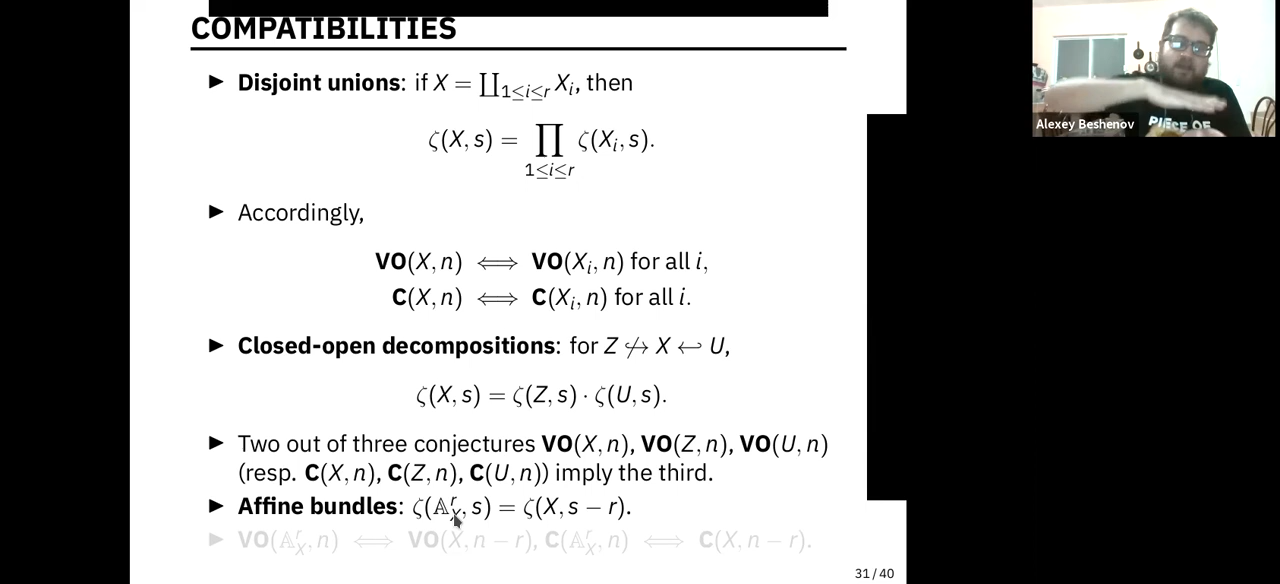 COMPATIBILITIES
► Disjoint unions: if X = ∐_{1≤i≤r} X_i, then
ζ(X, s) = ∏_{1≤i≤r} ζ(X_i, s).
► Accordingly,
VO(X, n) ⟺ VO(X_i, n) for all i,
C(X, n) ⟺ C(X_i, n) for all i.
► Closed-open decompositions: for Z ↪̸ X ↩ U,
ζ(X, s) = ζ(Z, s) · ζ(U, s).
► Two out of three conjectures VO(X, n), VO(Z, n), VO(U, n)
(resp. C(X, n), C(Z, n), C(U, n)) imply the third.
► Affine bundles: ζ(𝔸^r_X, s) = ζ(X, s − r).
► VO(𝔸^r_X, n) ⟺ VO(X, n − r), C(𝔸^r_X, n) ⟺ C(X, n − r).
31 / 40
Alexey Beshenov
PIECE OF